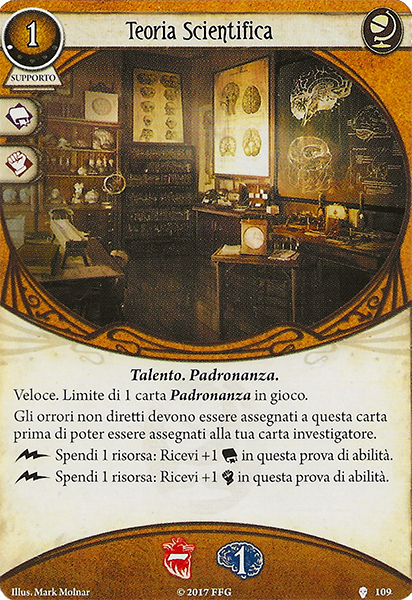 1
Teoria Scientifica
SUPPORTO
Talento. Padronanza.
Veloce. Limite di 1 carta Padronanza in gioco.
Gli orrori non diretti devono essere assegnati a questa carta
prima di poter essere assegnati alla tua carta investigatore.
Spendi 1 risorsa: Ricevi +1 in questa prova di abilità.
Spendi 1 risorsa: Ricevi +1 in questa prova di abilità.
– 1
Illus. Mark Molnar © 2017 FFG 109